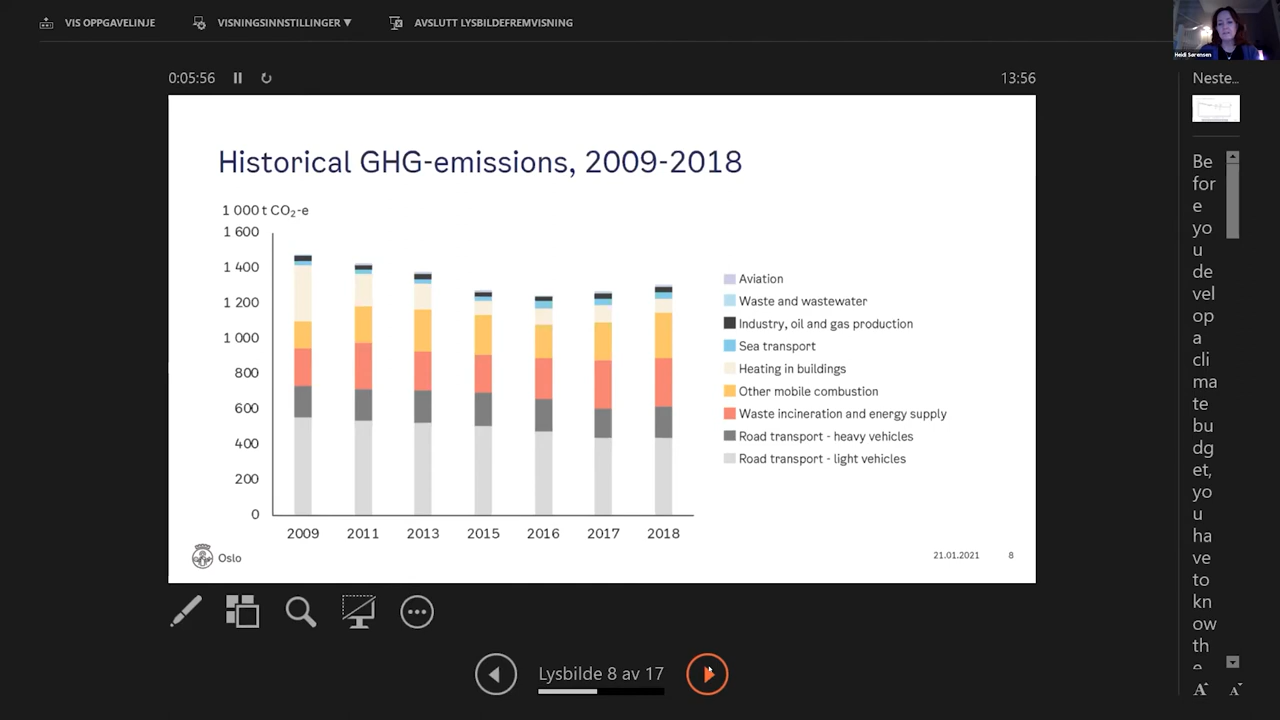 VIS OPPGAVELINJE
VISNINGSINNSTILLINGER ▼
AVSLUTT LYSBILDEFREMVISNING
Heidi Sørensen
0:05:56
13:56
Neste...
Historical GHG-emissions, 2009-2018
1 000 t CO₂-e
1 600
1 400
1 200
1 000
800
600
400
200
0
2009
2011
2013
2015
2016
2017
2018
Aviation
Waste and wastewater
Industry, oil and gas production
Sea transport
Heating in buildings
Other mobile combustion
Waste incineration and energy supply
Road transport - heavy vehicles
Road transport - light vehicles
Oslo
21.01.2021
8
Be
for
e
yo
u
de
vel
op
a
cli
ma
te
bu
dg
et,
yo
u
ha
ve
to
kn
ow
th
e
Lysbilde 8 av 17
A
A